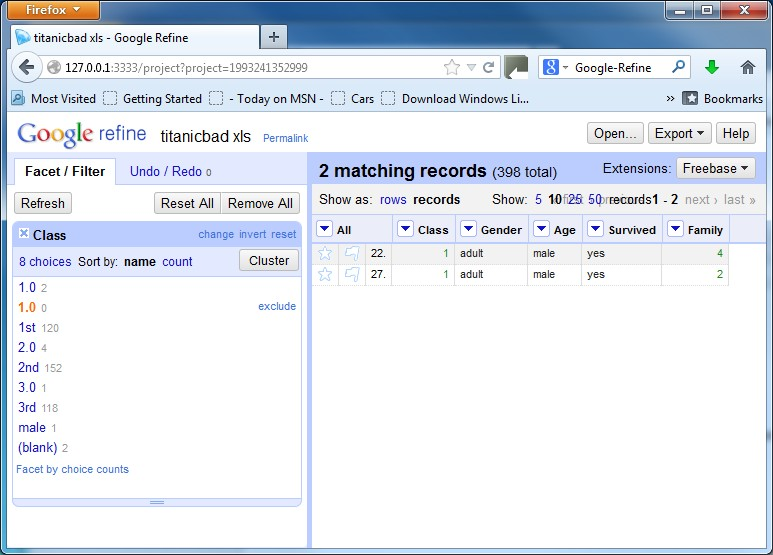 Firefox
titanicbad xls - Google Refine
127.0.0.1:3333/project?project=1993241352999
Google-Refine
Most Visited Getting Started - Today on MSN - Cars Download Windows Li... » Bookmarks
Google refine titanicbad xls Permalink
Open... Export Help
Facet / Filter Undo / Redo 0
Refresh Reset All Remove All
Class change invert reset
8 choices Sort by: name count Cluster
1.0 2
1.0 0 exclude
1st 120
2.0 4
2nd 152
3.0 1
3rd 118
male 1
(blank) 2
Facet by choice counts
2 matching records (398 total) Extensions: Freebase
Show as: rows records Show: 5 10 25 50 records 1 - 2 next › last »
All Class Gender Age Survived Family
22. 1 adult male yes 4
27. 1 adult male yes 2